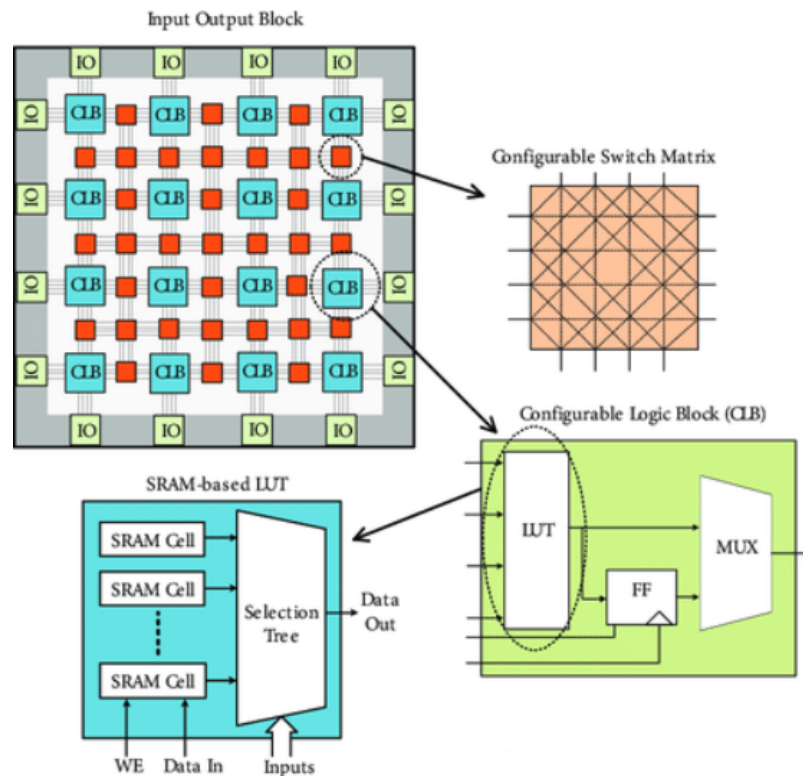 Input Output Block
IO IO IO IO
IO CLB CLB CLB CLB IO
Configurable Switch Matrix
IO CLB CLB CLB CLB IO
IO CLB CLB CLB CLB IO
IO CLB CLB CLB CLB IO
IO IO IO IO
Configurable Logic Block (CLB)
LUT
MUX
FF
SRAM-based LUT
SRAM Cell
SRAM Cell
Selection
Tree
Data
Out
SRAM Cell
WE Data In Inputs